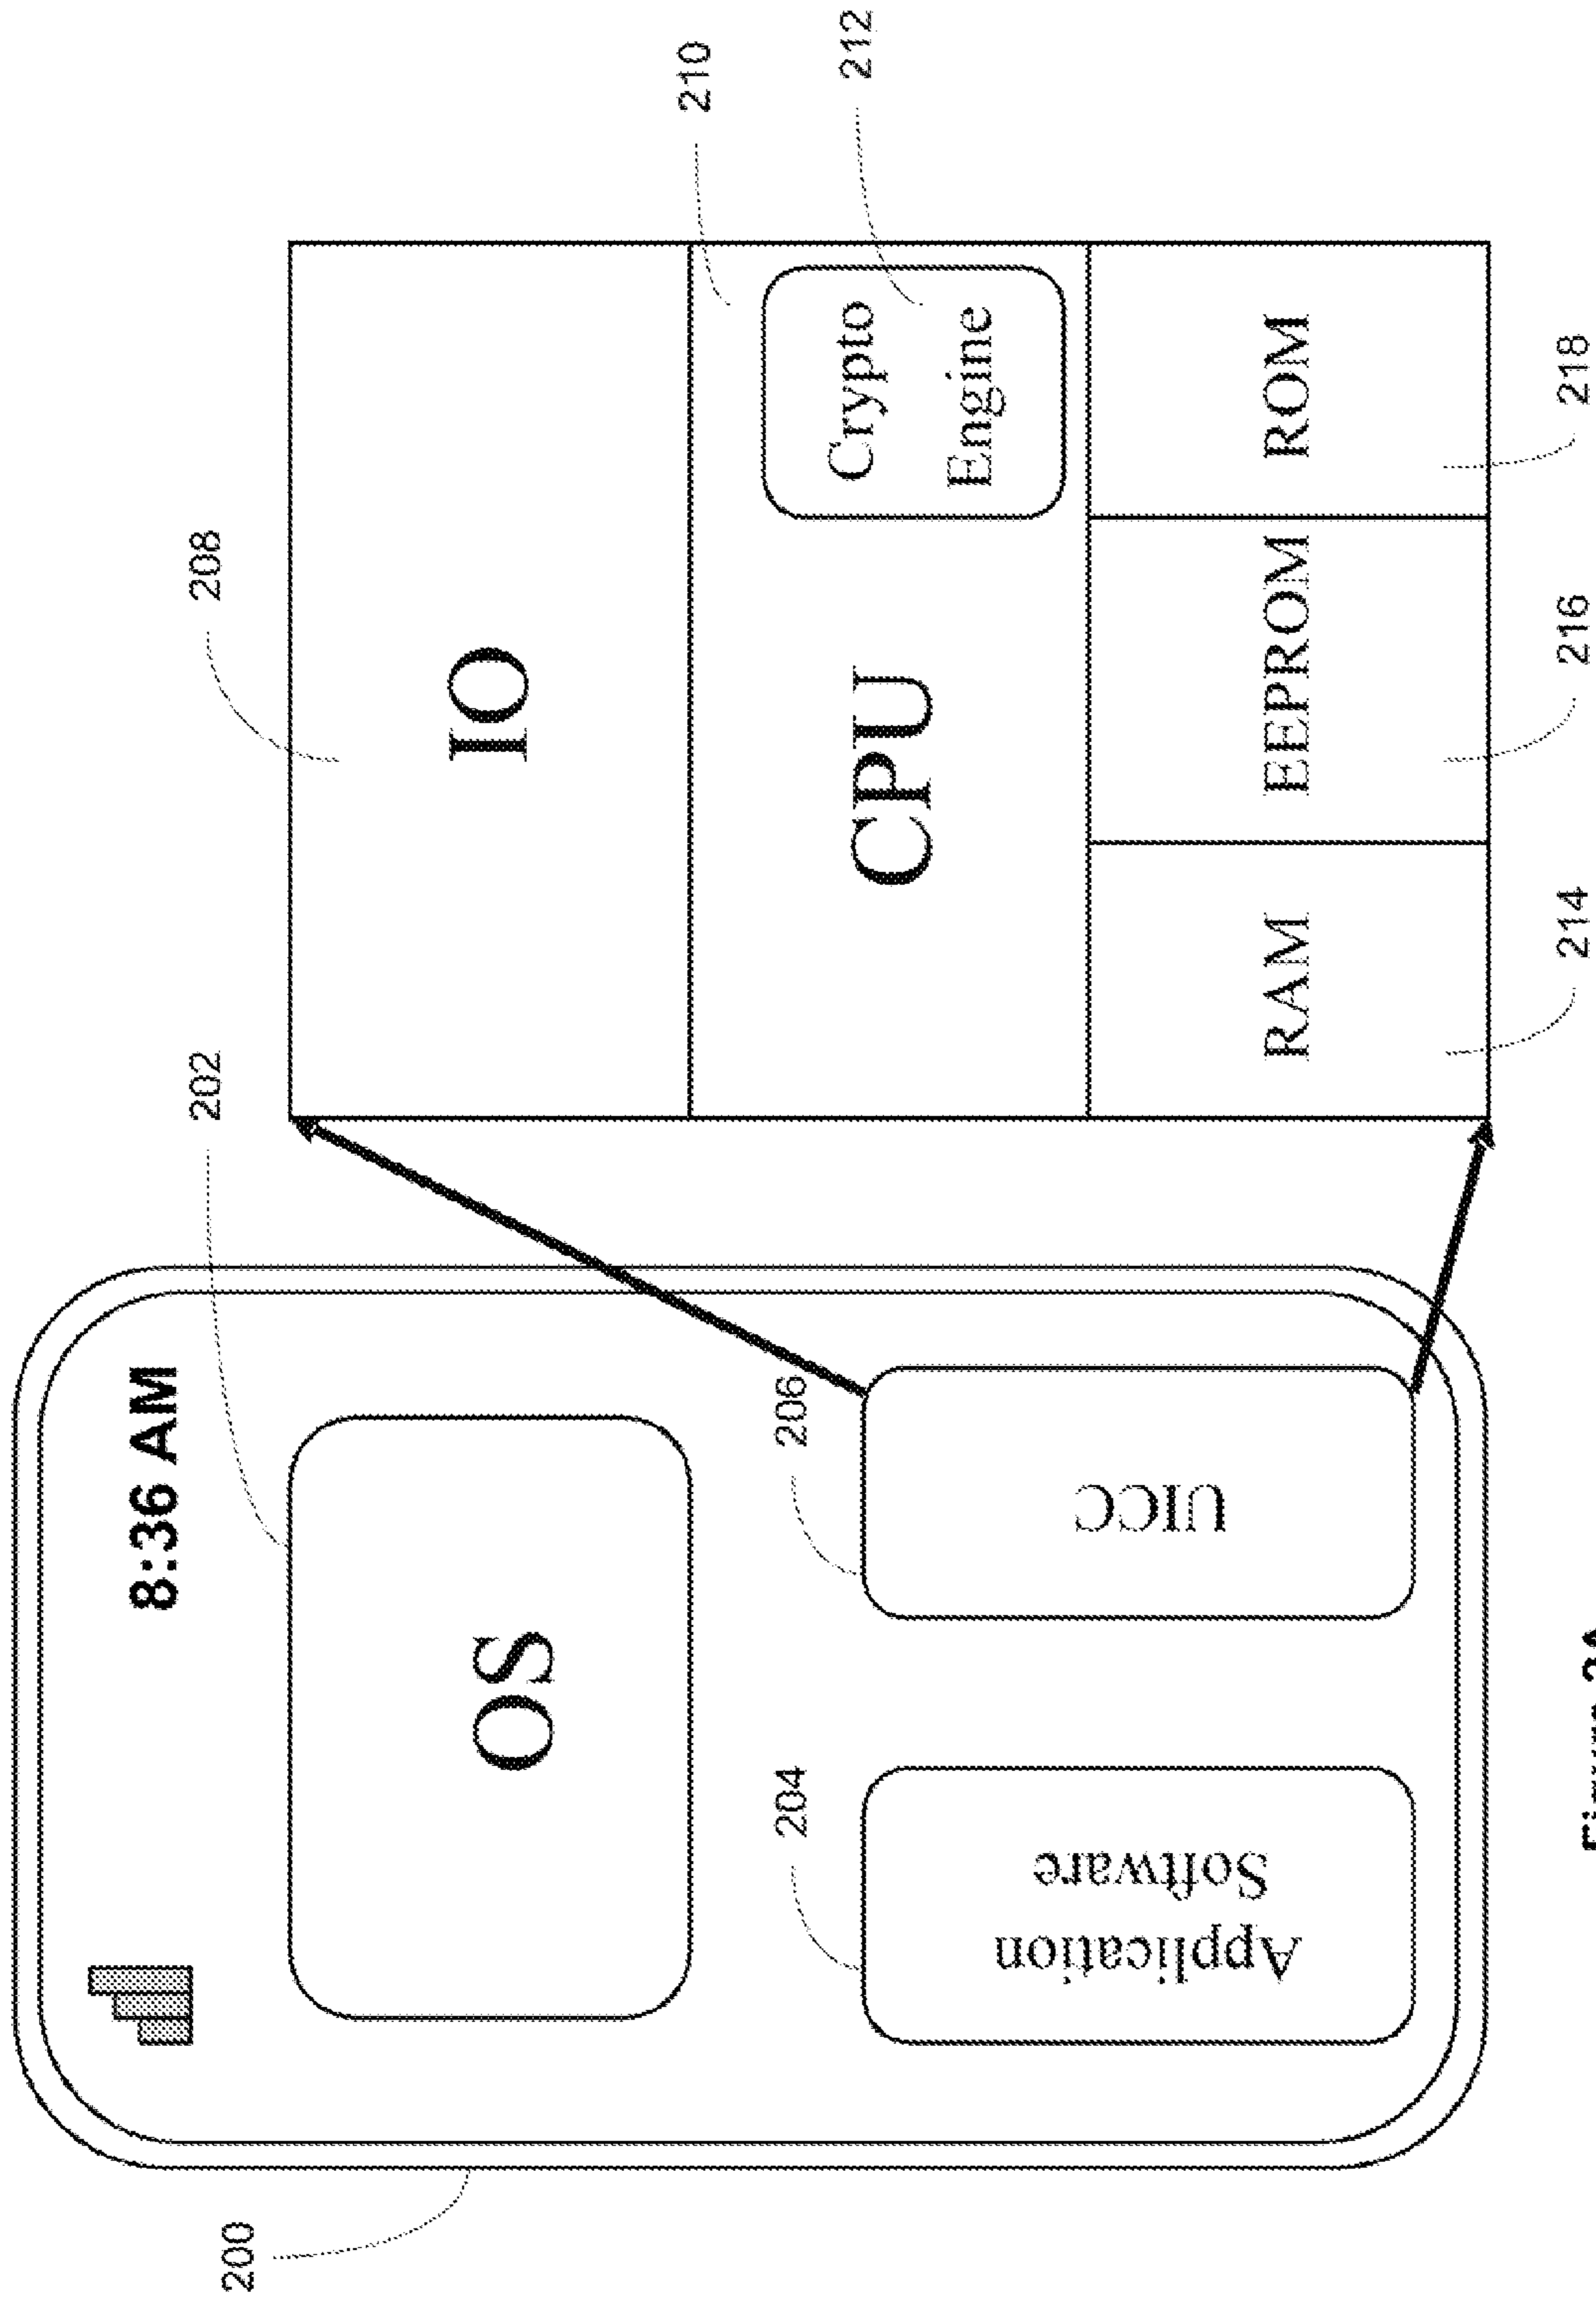 200
8:36 AM
202
OS
204
Application
Software
206
UICC
208
IO
210
CPU
212
Crypto
Engine
RAM
EEPROM
ROM
214
216
218